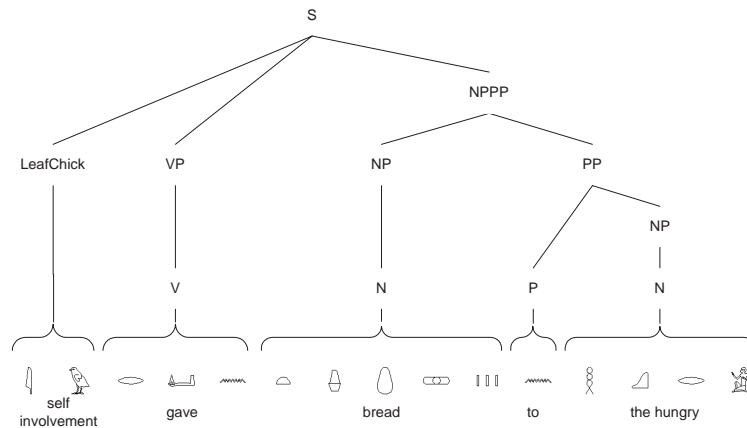 S
NPPP
LeafChick VP NP PP
NP
V N P N
𓇋 𓅱 𓂋 𓂞 𓈖 𓏏 𓏥 𓈖 𓎛 𓈎 𓂋 𓀁
self involvement gave bread to the hungry